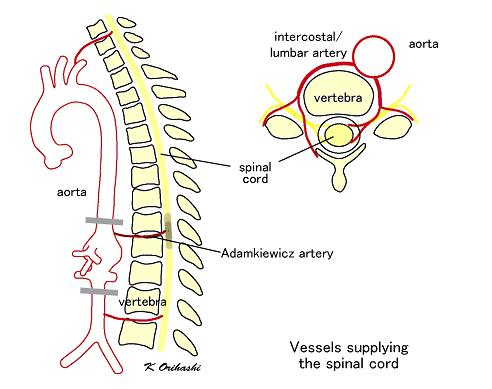 intercostal/
lumbar artery
aorta
vertebra
spinal
cord
aorta
Adamkiewicz artery
vertebra
K Orihashi
Vessels supplying
the spinal cord